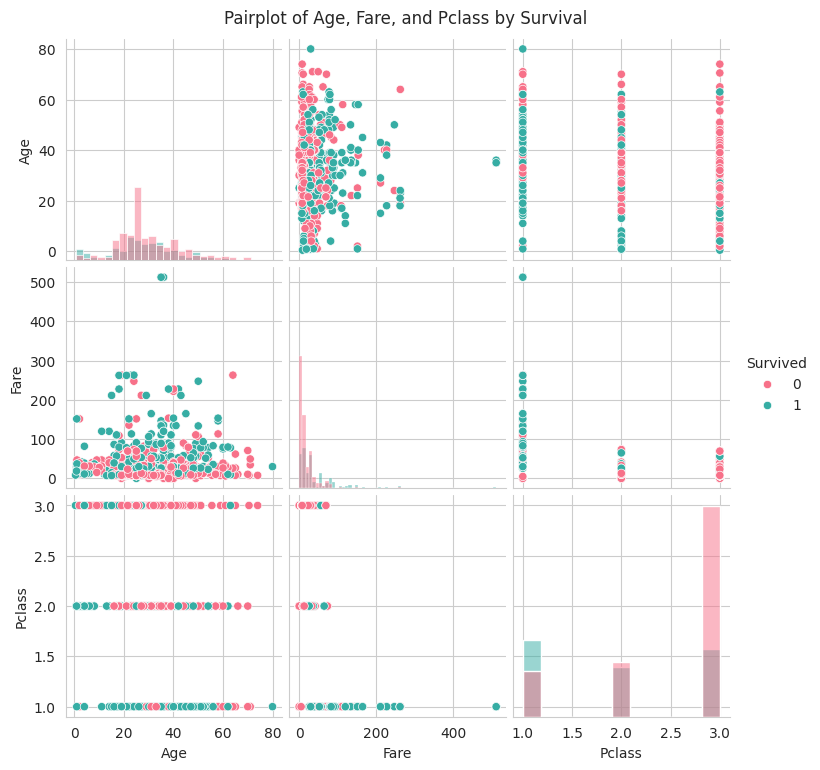 Pairplot of Age, Fare, and Pclass by Survival
80
60
40
20
0
Age
500
400
300
200
100
0
Fare
Survived
0
1
3.0
2.5
2.0
1.5
1.0
Pclass
0 20 40 60 80
0 200 400
1.0 1.5 2.0 2.5 3.0
Age
Fare
Pclass